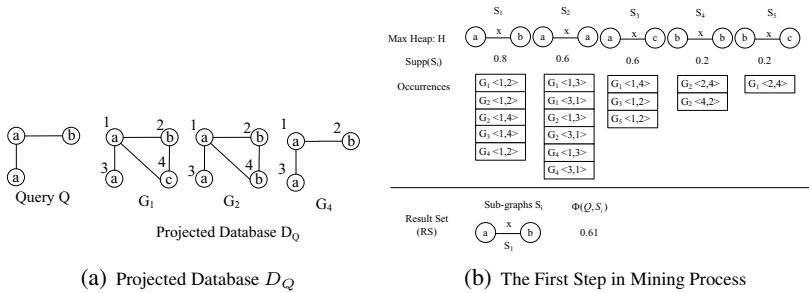 1
2
a
b
3
4
a
c
G1
1
2
a
b
3
4
a
b
G2
1
2
a
b
3
a
G4
a
b
a
Query Q
Projected Database DQ
(a) Projected Database DQ
S1 S2 S3 S4 S5
Max Heap: H a x b a x a a x c b x b b x c
Supp(Si) 0.8 0.6 0.6 0.2 0.2
Occurrences
G1 <1,2> G1 <1,3> G1 <1,4> G2 <2,4> G1 <2,4>
G2 <1,2> G1 <3,1> G3 <1,2> G2 <4,2>
G2 <1,4> G2 <1,3> G5 <1,2>
G3 <1,4> G2 <3,1>
G4 <1,2> G4 <1,3>
G4 <3,1>
Sub-graphs Si Φ(Q,Si)
Result Set
(RS)
a x b 0.61
S1
(b) The First Step in Mining Process